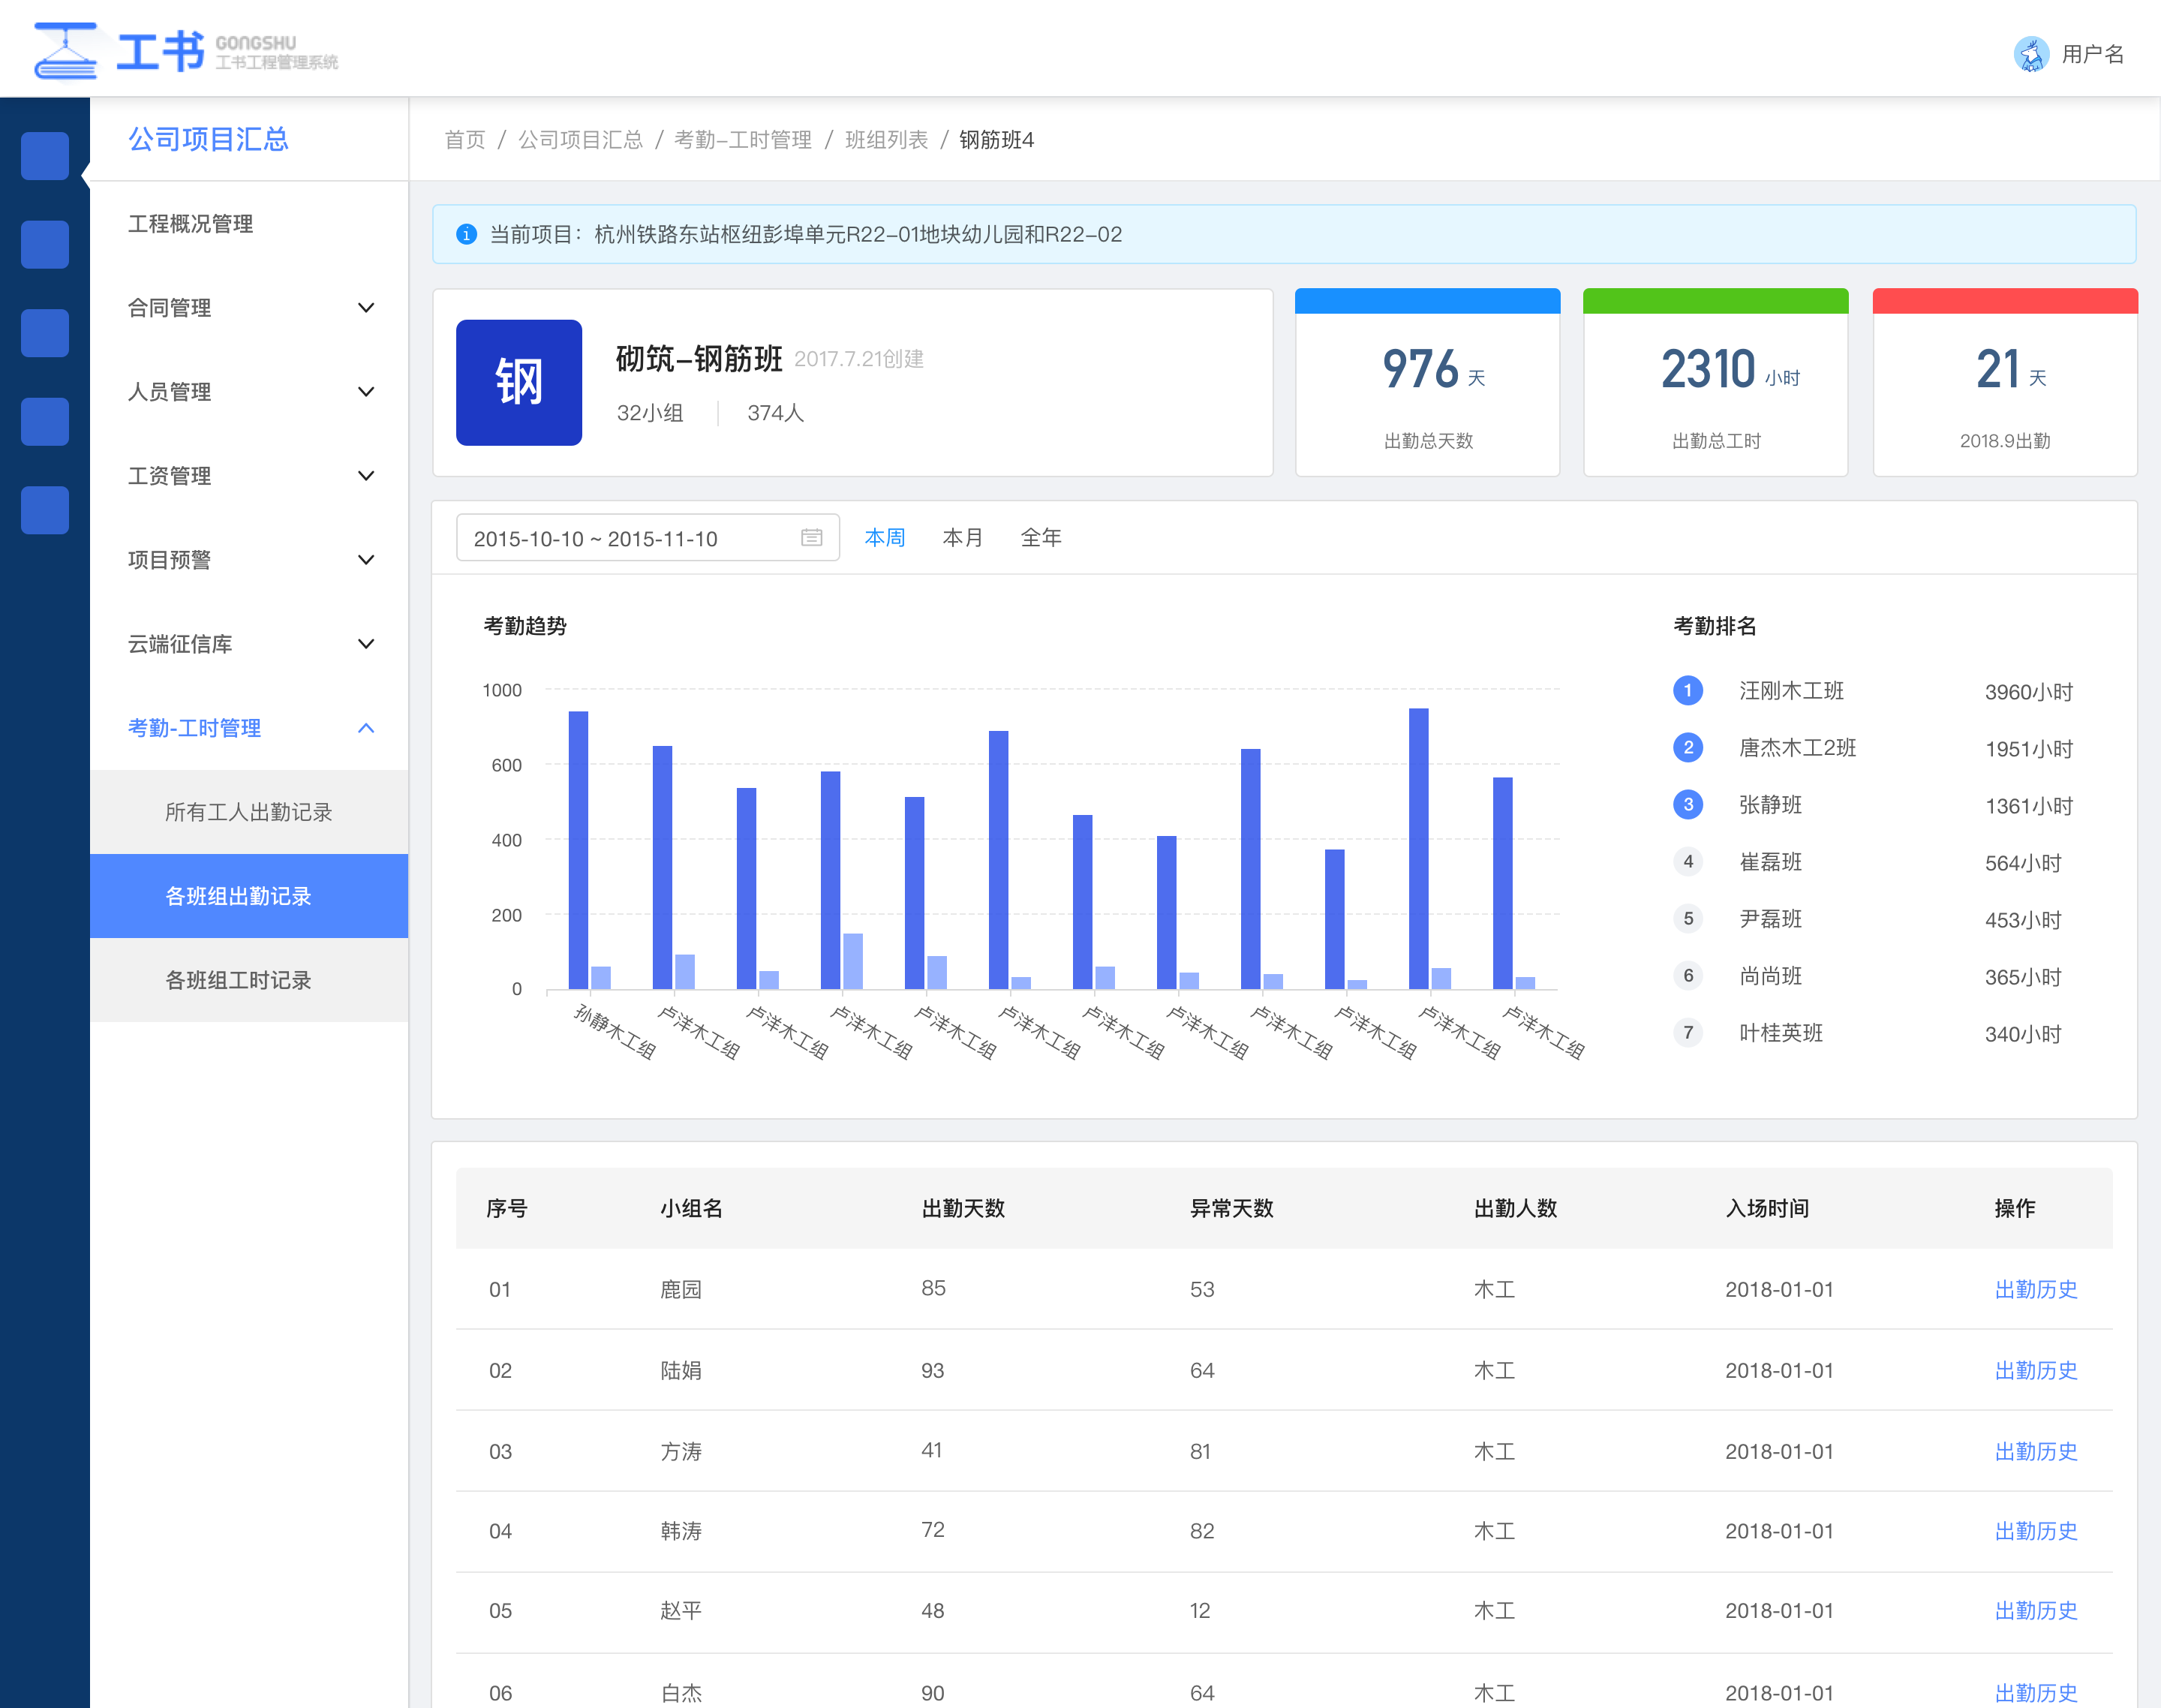 工书 GONGSHU
工书工程管理系统
用户名
公司项目汇总
首页 / 公司项目汇总 / 考勤–工时管理 / 班组列表 / 钢筋班4
工程概况管理
合同管理
人员管理
工资管理
项目预警
云端征信库
考勤-工时管理
所有工人出勤记录
各班组出勤记录
各班组工时记录
当前项目：杭州铁路东站枢纽彭埠单元R22–01地块幼儿园和R22–02
钢
砌筑–钢筋班 2017.7.21创建
32小组 374人
976 天
出勤总天数
2310 小时
出勤总工时
21 天
2018.9出勤
2015-10-10 ~ 2015-11-10 本周 本月 全年
考勤趋势
1000
600
400
200
0
孙静木工组
卢洋木工组
卢洋木工组
卢洋木工组
卢洋木工组
卢洋木工组
卢洋木工组
卢洋木工组
卢洋木工组
卢洋木工组
卢洋木工组
卢洋木工组
考勤排名
1 汪刚木工班 3960小时
2 唐杰木工2班 1951小时
3 张静班 1361小时
4 崔磊班 564小时
5 尹磊班 453小时
6 尚尚班 365小时
7 叶桂英班 340小时
序号 小组名 出勤天数 异常天数 出勤人数 入场时间 操作
01 鹿园 85 53 木工 2018-01-01 出勤历史
02 陆娟 93 64 木工 2018-01-01 出勤历史
03 方涛 41 81 木工 2018-01-01 出勤历史
04 韩涛 72 82 木工 2018-01-01 出勤历史
05 赵平 48 12 木工 2018-01-01 出勤历史
06 白杰 90 64 木工 2018-01-01 出勤历史